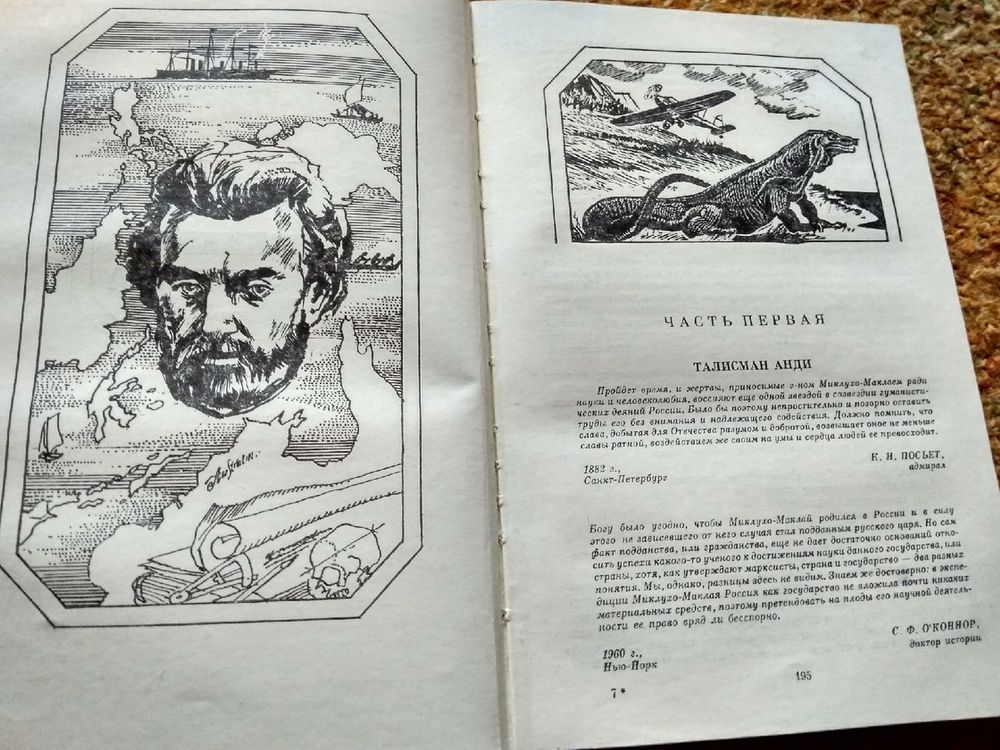 ЧАСТЬ ПЕРВАЯ
ТАЛИСМАН АНДИ
Пройдет время, и жертвы, приносимые г-ном Миклухо-Маклаем ради
науки и человеколюбия, воссияют еще одной звездой в созвездии гуманисти-
ческих деяний России. Было бы поэтому непростительно и позорно оставить
труды его без внимания и надлежащего содействия. Должно помнить, что
слава, добытая для Отечества разумом и добротой, возвышает оное не меньше
славы ратной, воздействием же своим на умы и сердца людей ее превосходит.
К. Н. ПОСЬЕТ,
адмирал
1882 г.,
Санкт-Петербург
Богу было угодно, чтобы Миклухо-Маклай родился в России и в силу
этого не зависевшего от него случая стал подданным русского царя. Но сам
факт подданства, или гражданства, еще не дает достаточно оснований отно-
сить успехи какого-то ученого к достижениям науки данного государства, или
страны, хотя, как утверждают марксисты, страна и государство — два разных
понятия. Мы, однако, разницы здесь не видим. Знаем же достоверно: в экспе-
диции Миклухо-Маклая Россия как государство не вложила почти никаких
материальных средств, поэтому претендовать на плоды его научной деятель-
ности ее право вряд ли бесспорно.
С. Ф. О'КОННОР,
доктор истории
1960 г.,
Нью-Йорк
195
7*